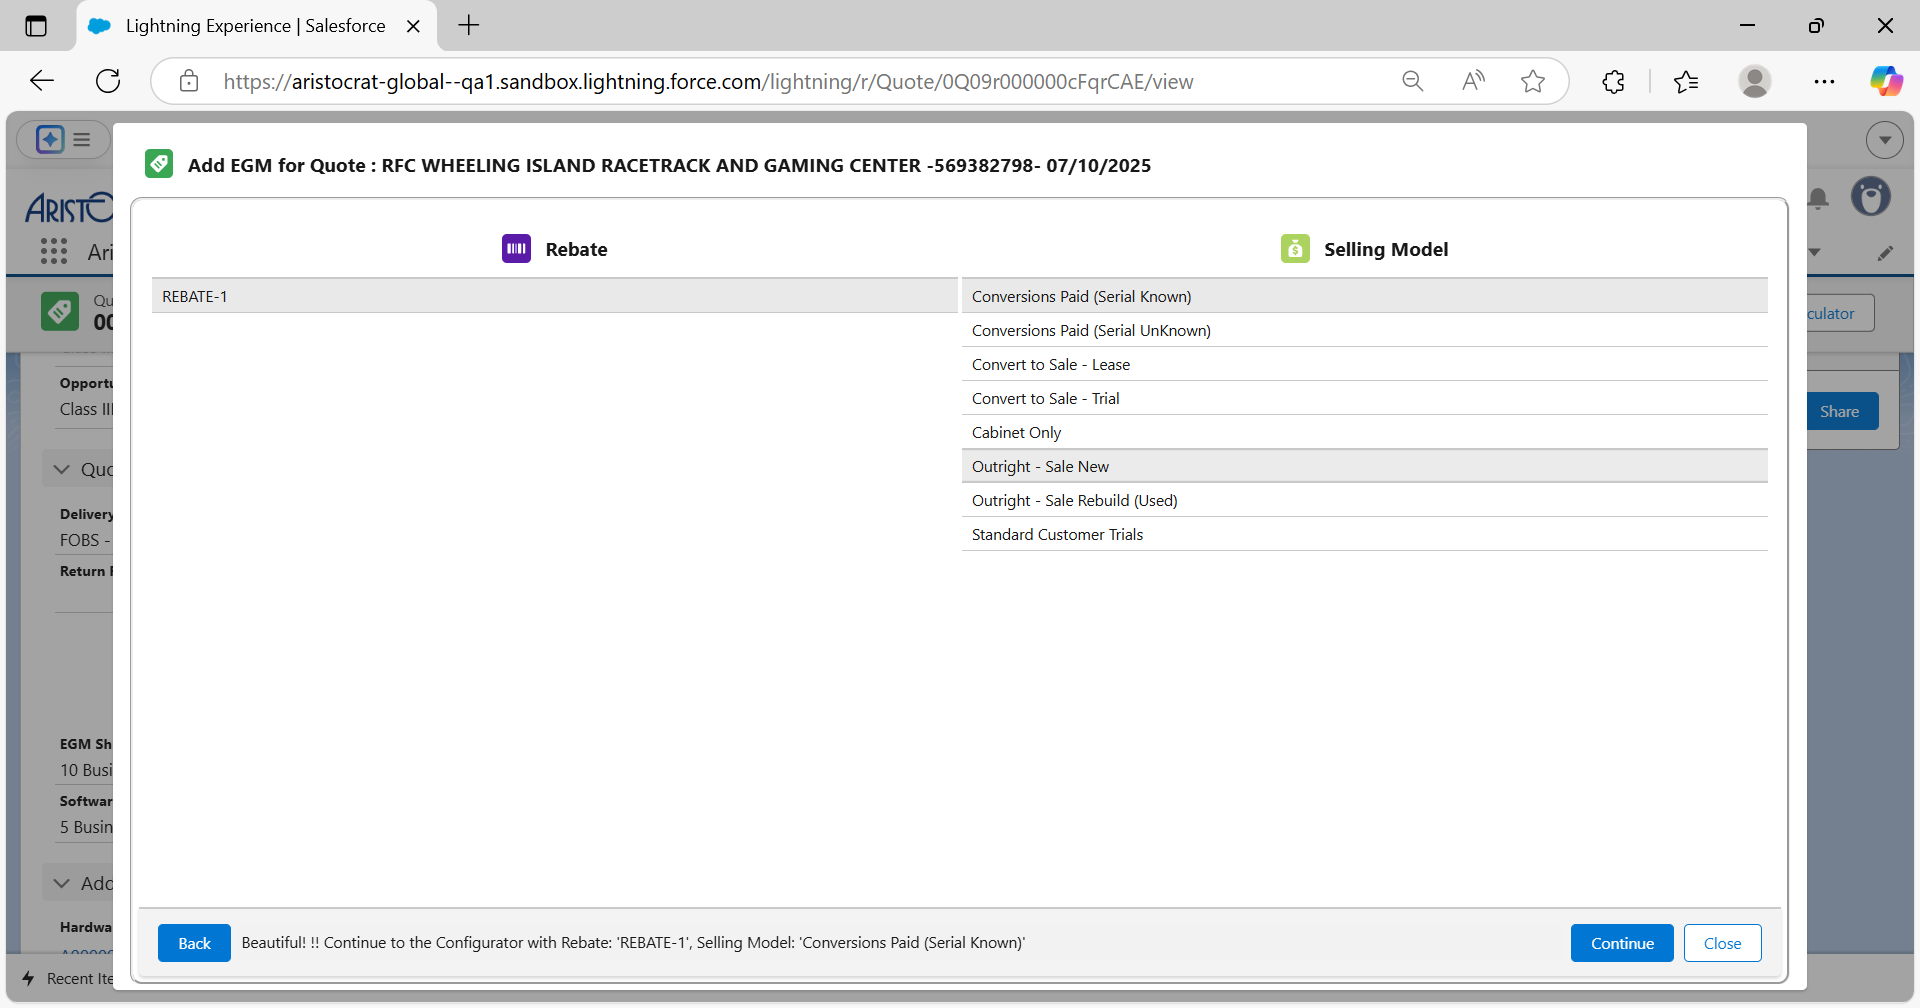 Lightning Experience | Salesforce
https://aristocrat-global--qa1.sandbox.lightning.force.com/lightning/r/Quote/0Q09r000000cFqrCAE/view
Add EGM for Quote : RFC WHEELING ISLAND RACETRACK AND GAMING CENTER -569382798- 07/10/2025
ARISTO
Ari
Qu
00
culator
Opportu
Class III
Share
Quo
Delivery
FOBS -
Return
EGM Sh
10 Busi
Softwar
5 Busin
Add
Hardwa
Recent Ite
Rebate
REBATE-1
Selling Model
Conversions Paid (Serial Known)
Conversions Paid (Serial UnKnown)
Convert to Sale - Lease
Convert to Sale - Trial
Cabinet Only
Outright - Sale New
Outright - Sale Rebuild (Used)
Standard Customer Trials
Back
Beautiful! !! Continue to the Configurator with Rebate: 'REBATE-1', Selling Model: 'Conversions Paid (Serial Known)'
Continue
Close